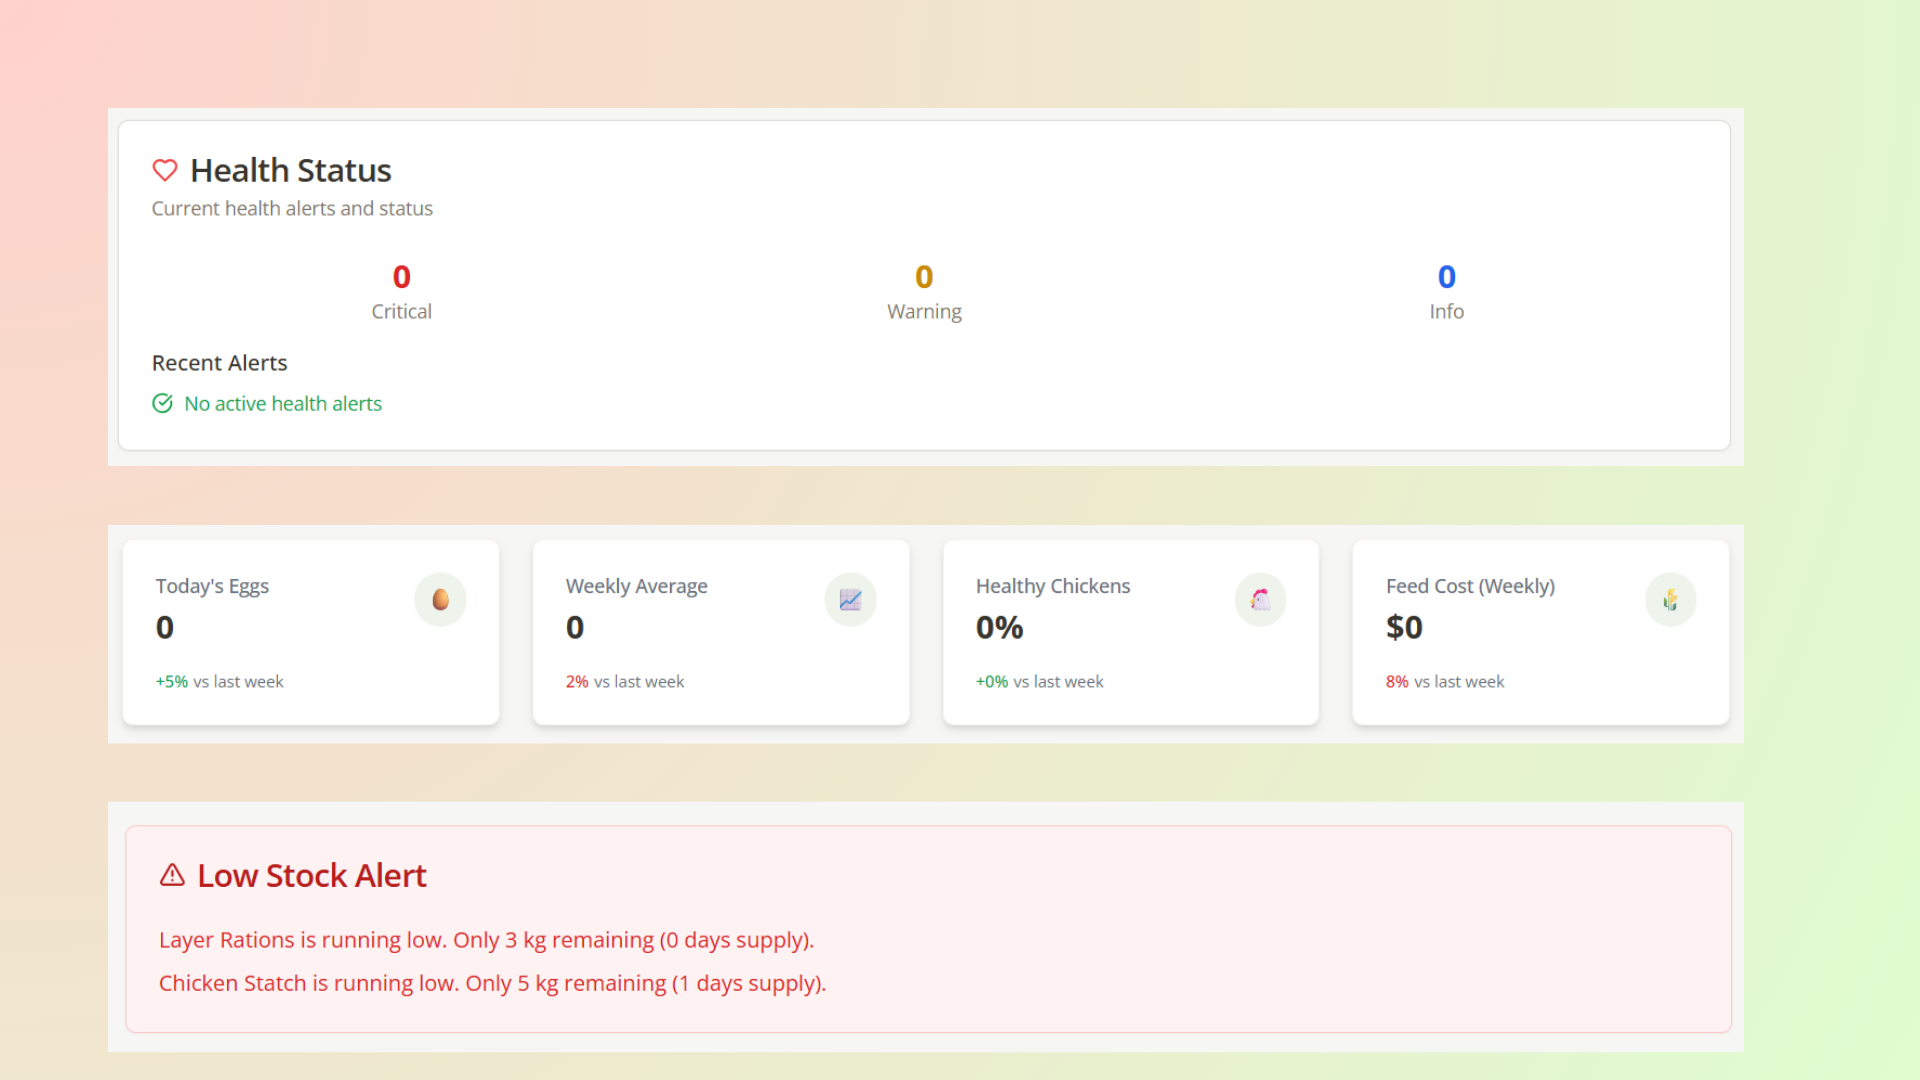 Health Status
Current health alerts and status
0
Critical
0
Warning
0
Info
Recent Alerts
No active health alerts
Today's Eggs
0
+5% vs last week
Weekly Average
0
2% vs last week
Healthy Chickens
0%
+0% vs last week
Feed Cost (Weekly)
$0
8% vs last week
Low Stock Alert
Layer Rations is running low. Only 3 kg remaining (0 days supply).
Chicken Statch is running low. Only 5 kg remaining (1 days supply).